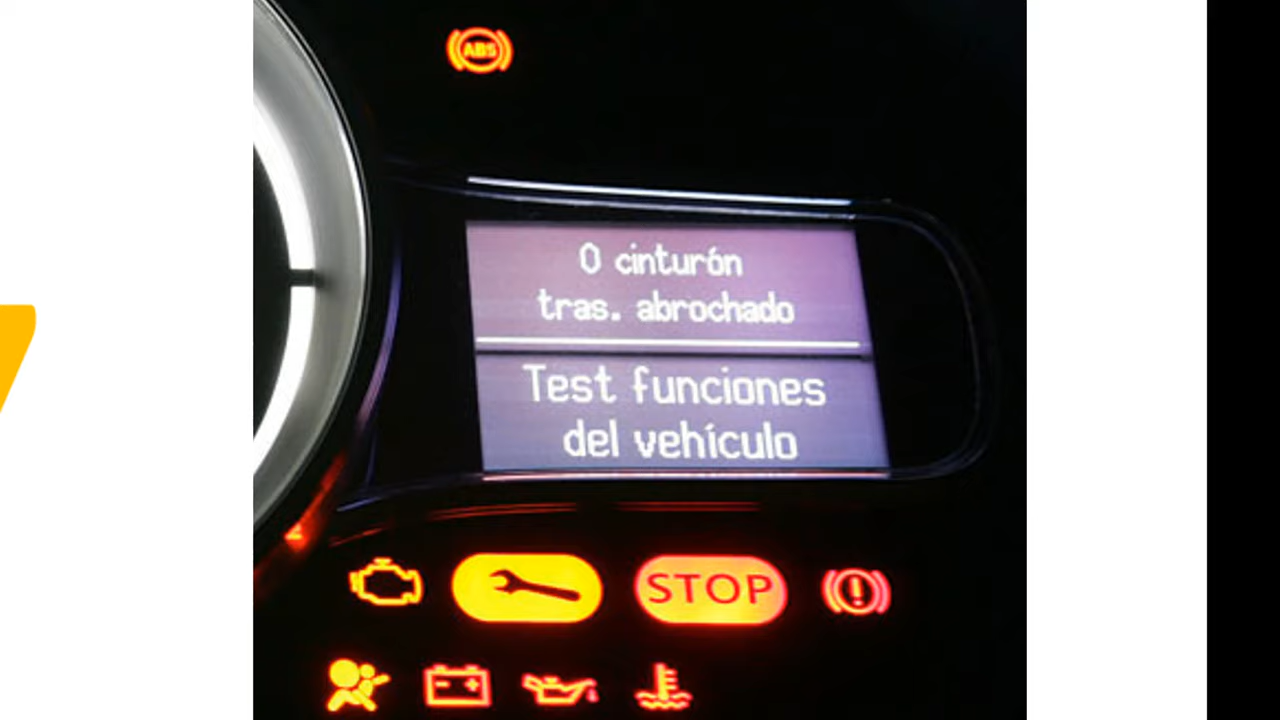 ABS
0 cinturón
tras. abrochado
Test funciones
del vehículo
STOP